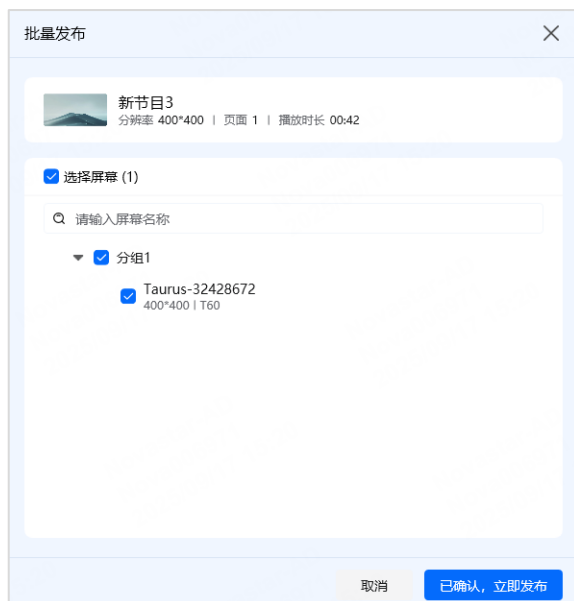 批量发布
新节目3
分辨率 400*400 | 页面 1 | 播放时长 00:42
选择屏幕 (1)
请输入屏幕名称
分组1
Taurus-32428672
400*400 | T60
取消 已确认，立即发布